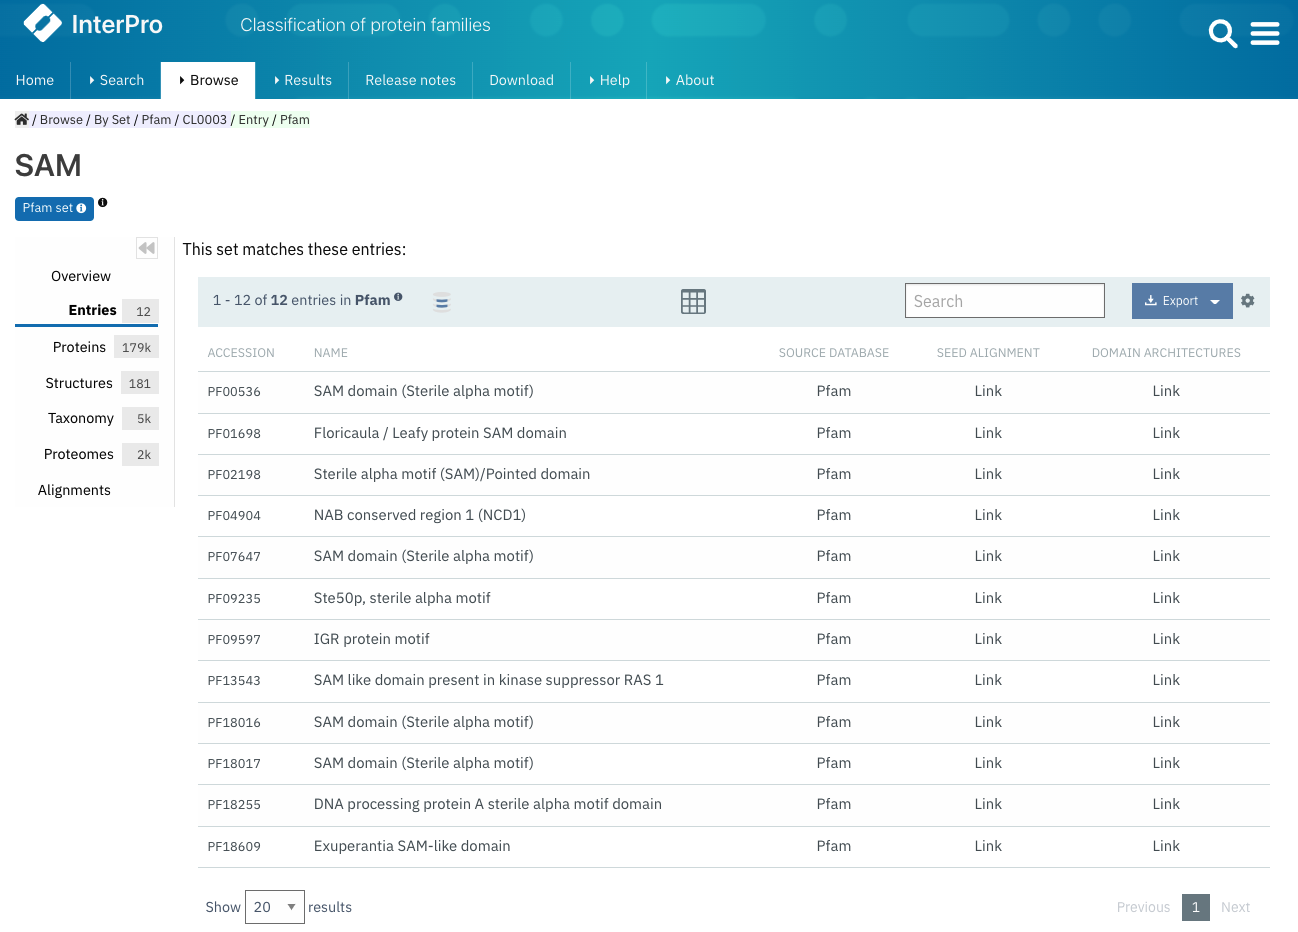 InterPro
Classification of protein families
Home Search Browse Results Release notes Download Help About
/ Browse / By Set / Pfam / CL0003 / Entry / Pfam
SAM
Pfam set
This set matches these entries:
Overview
Entries 12
Proteins 179k
Structures 181
Taxonomy 5k
Proteomes 2k
Alignments
1 - 12 of 12 entries in Pfam Search Export
ACCESSION NAME SOURCE DATABASE SEED ALIGNMENT DOMAIN ARCHITECTURES
PF00536 SAM domain (Sterile alpha motif) Pfam Link Link
PF01698 Floricaula / Leafy protein SAM domain Pfam Link Link
PF02198 Sterile alpha motif (SAM)/Pointed domain Pfam Link Link
PF04904 NAB conserved region 1 (NCD1) Pfam Link Link
PF07647 SAM domain (Sterile alpha motif) Pfam Link Link
PF09235 Ste50p, sterile alpha motif Pfam Link Link
PF09597 IGR protein motif Pfam Link Link
PF13543 SAM like domain present in kinase suppressor RAS 1 Pfam Link Link
PF18016 SAM domain (Sterile alpha motif) Pfam Link Link
PF18017 SAM domain (Sterile alpha motif) Pfam Link Link
PF18255 DNA processing protein A sterile alpha motif domain Pfam Link Link
PF18609 Exuperantia SAM-like domain Pfam Link Link
Show 20 results Previous 1 Next